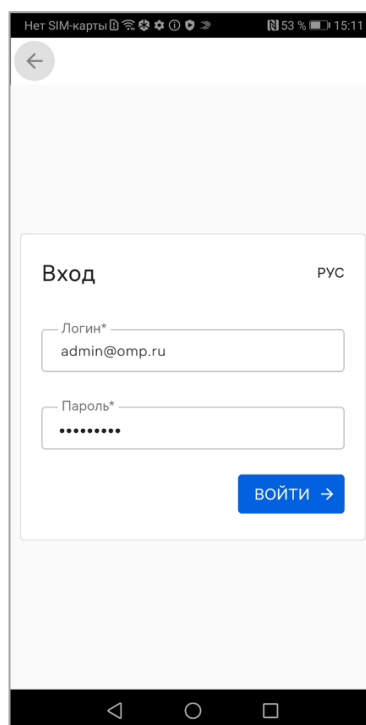 Нет SIM-карты 53 % 15:11
Вход РУС
Логин*
admin@omp.ru
Пароль*
•••••••••
ВОЙТИ →